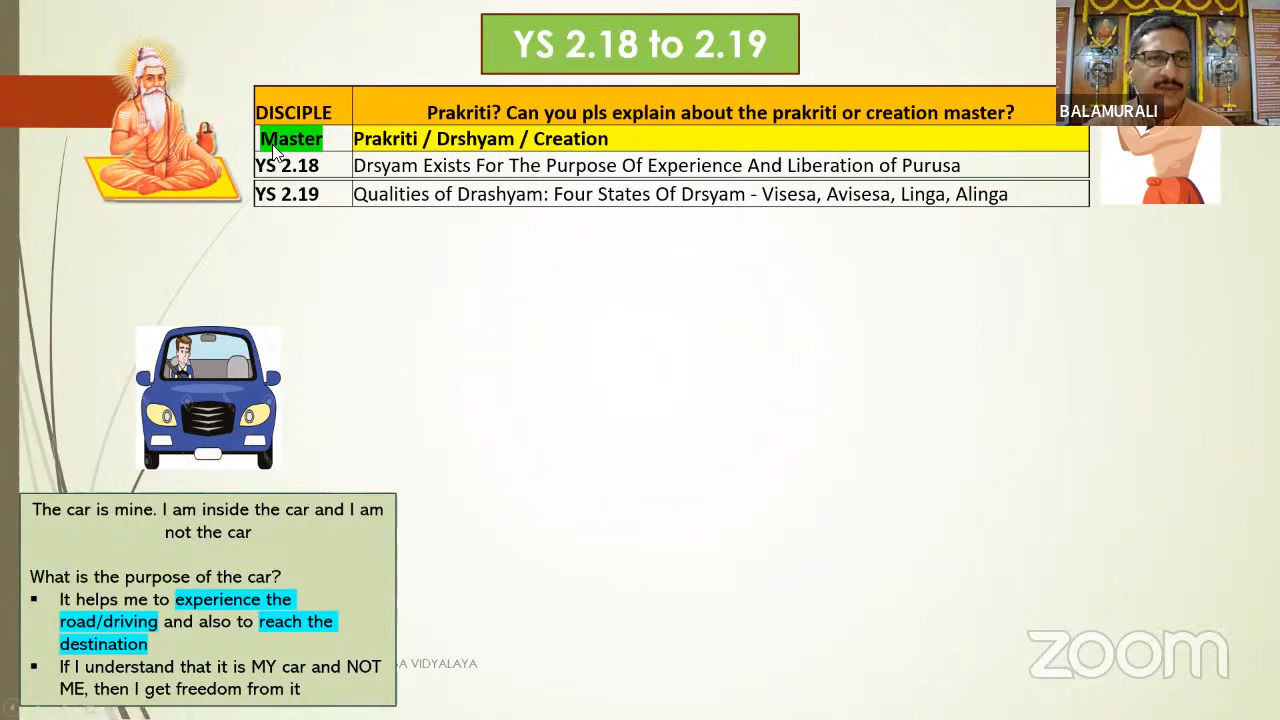 YS 2.18 to 2.19
BALAMURALI
DISCIPLE Prakriti? Can you pls explain about the prakriti or creation master?
Master Prakriti / Drshyam / Creation
YS 2.18 Drsyam Exists For The Purpose Of Experience And Liberation of Purusa
YS 2.19 Qualities of Drashyam: Four States Of Drsyam - Visesa, Avisesa, Linga, Alinga
The car is mine. I am inside the car and I am
not the car
What is the purpose of the car?
▪ It helps me to experience the
road/driving and also to reach the
destination
▪ If I understand that it is MY car and NOT
ME, then I get freedom from it
VIDYALAYA
zoom